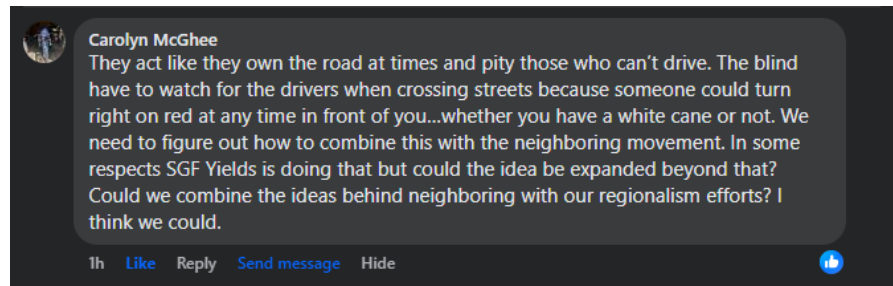 Carolyn McGhee
They act like they own the road at times and pity those who can't drive. The blind
have to watch for the drivers when crossing streets because someone could turn
right on red at any time in front of you...whether you have a white cane or not. We
need to figure out how to combine this with the neighboring movement. In some
respects SGF Yields is doing that but could the idea be expanded beyond that?
Could we combine the ideas behind neighboring with our regionalism efforts? I
think we could.
1h Like Reply Send message Hide